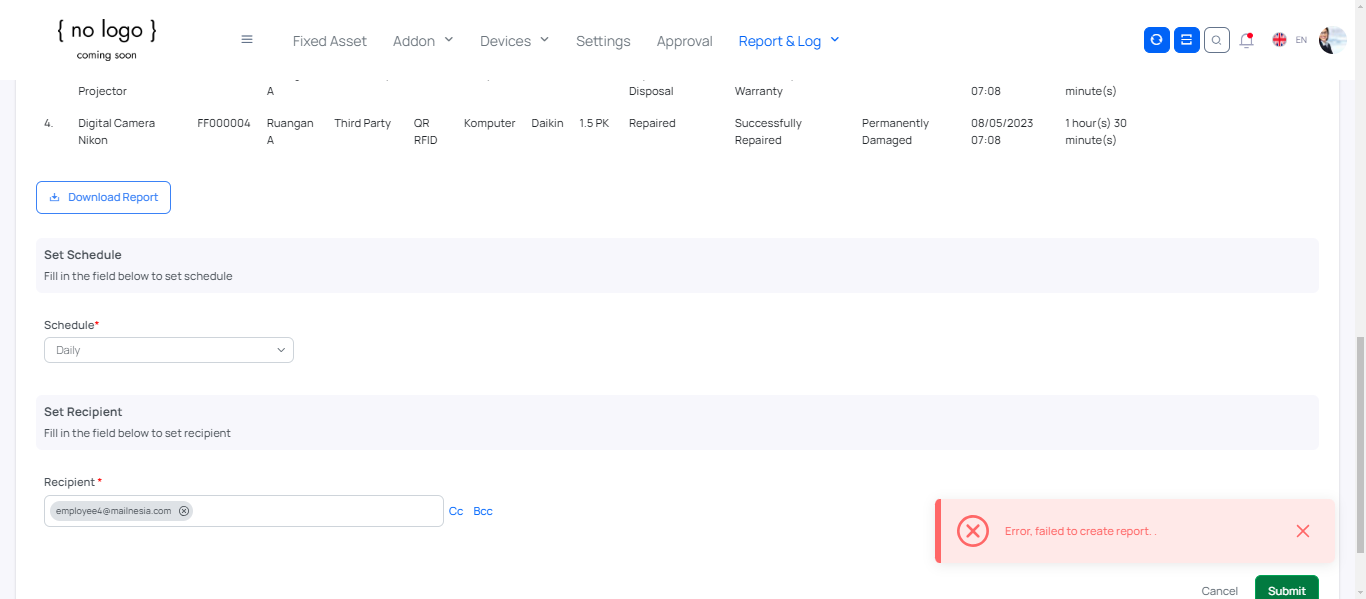 { no logo }
coming soon
Fixed Asset Addon Devices Settings Approval Report & Log EN
Projector A Disposal Warranty 07:08 minute(s)
4. Digital Camera FF000004 Ruangan Third Party QR Komputer Daikin 1.5 PK Repaired Successfully Permanently 08/05/2023 1 hour(s) 30
Nikon A RFID Repaired Damaged 07:08 minute(s)
Download Report
Set Schedule
Fill in the field below to set schedule
Schedule*
Daily
Set Recipient
Fill in the field below to set recipient
Recipient *
employee4@mailnesia.com Cc Bcc
Error, failed to create report. .
Cancel Submit